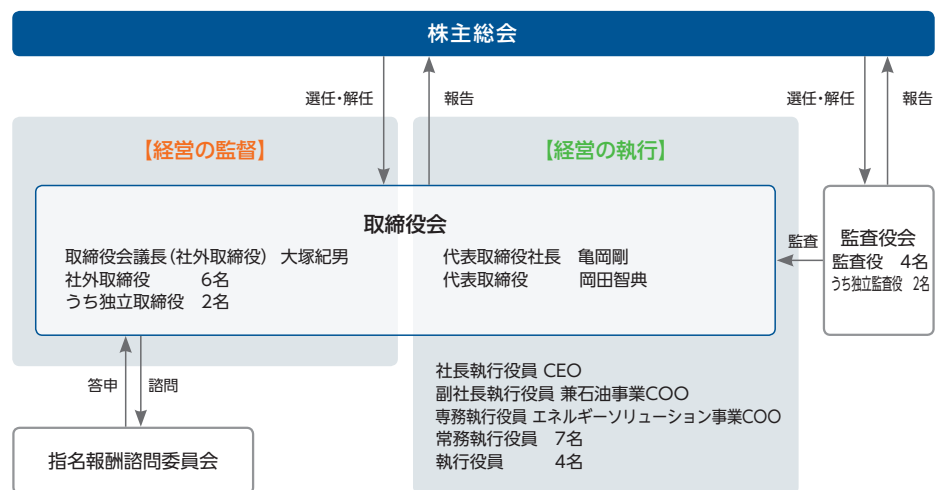 株主総会
選任・解任
報告
選任・解任
報告
【経営の監督】
【経営の執行】
取締役会
取締役会議長（社外取締役） 大塚紀男
社外取締役 6名
うち独立取締役 2名
代表取締役社長 亀岡剛
代表取締役 岡田智典
監査
監査役会
監査役 4名
うち独立監査役 2名
答申
諮問
指名報酬諮問委員会
社長執行役員 CEO
副社長執行役員 兼石油事業COO
専務執行役員 エネルギーソリューション事業COO
常務執行役員 7名
執行役員 4名